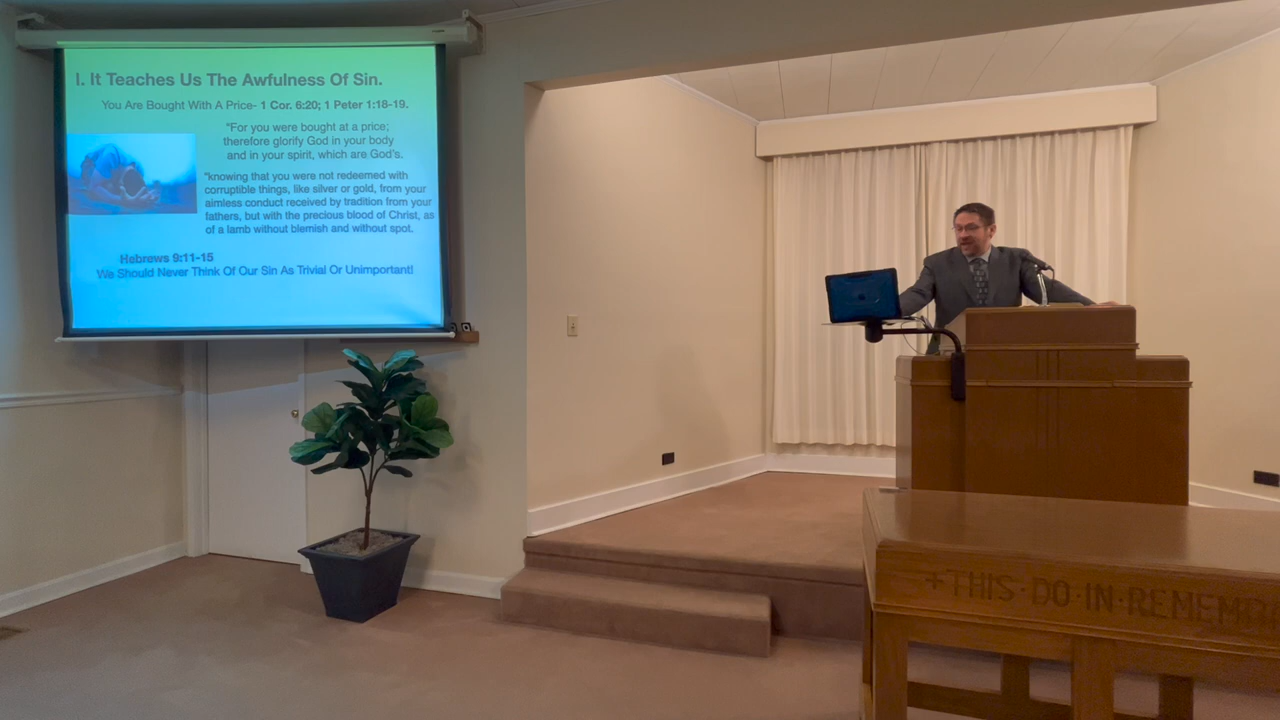 I. It Teaches Us The Awfulness Of Sin.
You Are Bought With A Price- 1 Cor. 6:20; 1 Peter 1:18-19.
"For you were bought at a price;
therefore glorify God in your body
and in your spirit, which are God's.
"knowing that you were not redeemed with
corruptible things, like silver or gold, from your
aimless conduct received by tradition from your
fathers, but with the precious blood of Christ, as
of a lamb without blemish and without spot.
Hebrews 9:11-15
We Should Never Think Of Our Sin As Trivial Or Unimportant!
+THIS·DO·IN·REMEMBR